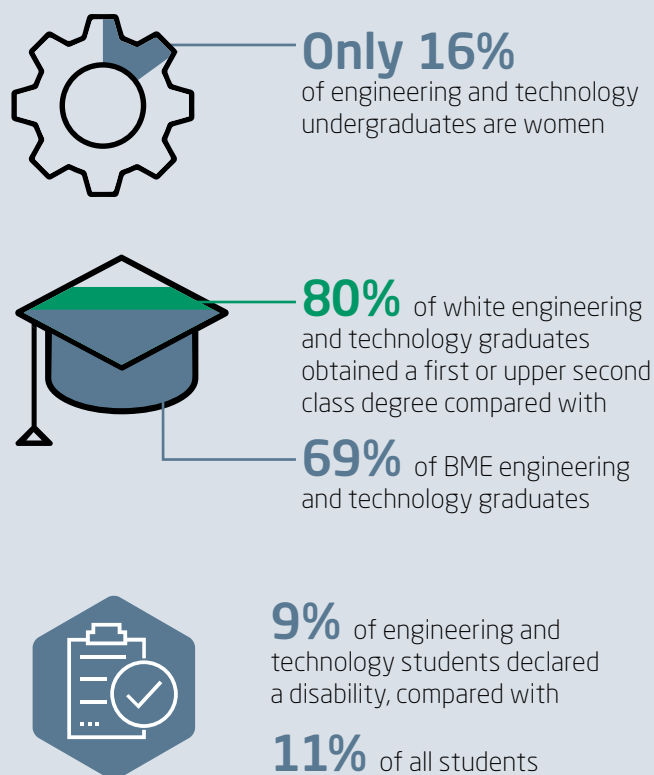 Only 16%
of engineering and technology
undergraduates are women
80% of white engineering
and technology graduates
obtained a first or upper second
class degree compared with
69% of BME engineering
and technology graduates
9% of engineering and
technology students declared
a disability, compared with
11% of all students